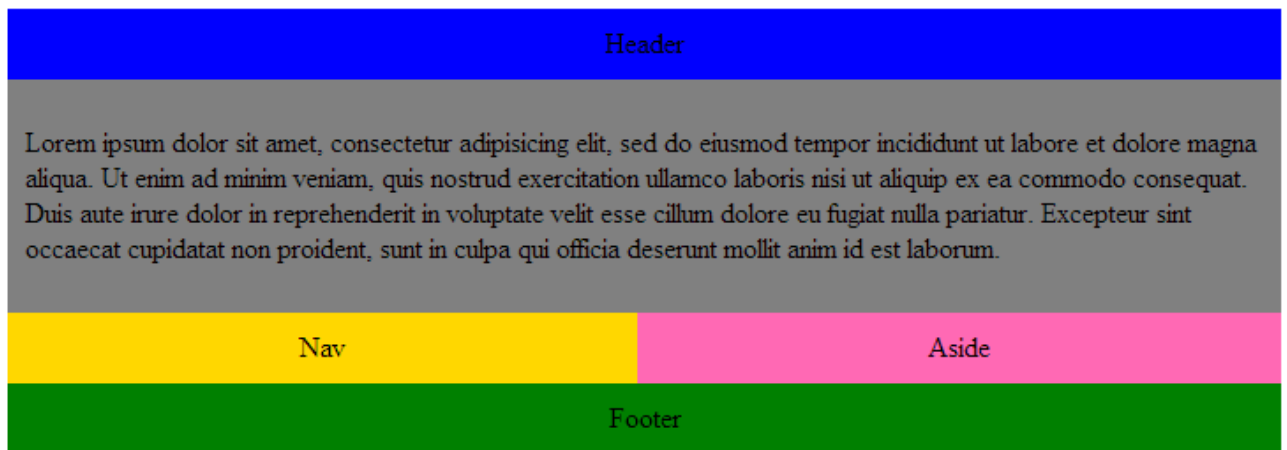 Header
Lorem ipsum dolor sit amet, consectetur adipisicing elit, sed do eiusmod tempor incididunt ut labore et dolore magna
aliqua. Ut enim ad minim veniam, quis nostrud exercitation ullamco laboris nisi ut aliquip ex ea commodo consequat.
Duis aute irure dolor in reprehenderit in voluptate velit esse cillum dolore eu fugiat nulla pariatur. Excepteur sint
occaecat cupidatat non proident, sunt in culpa qui officia deserunt mollit anim id est laborum.
Nav
Aside
Footer